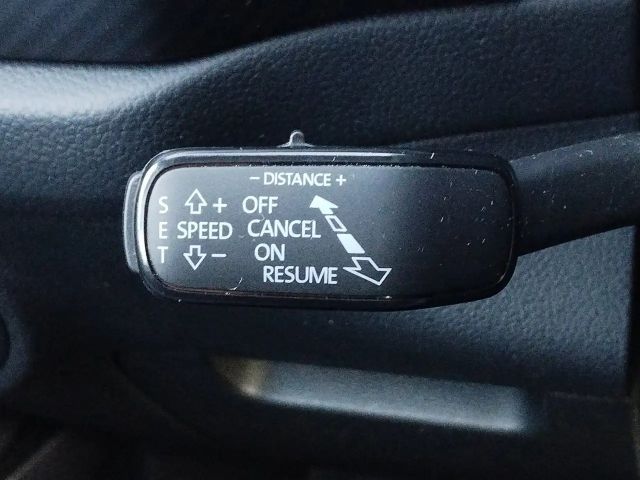 - DISTANCE +
S + OFF
E SPEED CANCEL
T - ON
RESUME